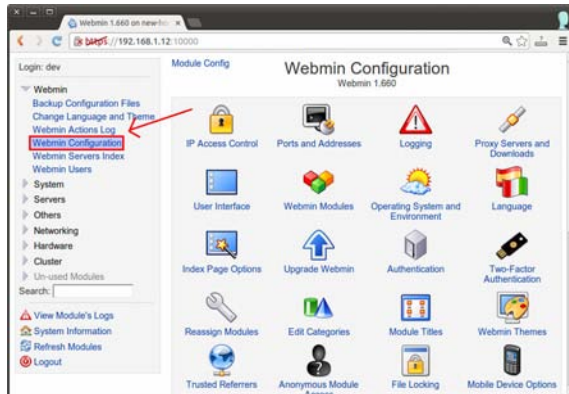 Webmin 1.660 on new-
https://192.168.1.12:10000
Login: dev
Webmin
Backup Configuration Files
Change Language and Theme
Webmin Actions Log
Webmin Configuration
Webmin Servers Index
Webmin Users
System
Servers
Others
Networking
Hardware
Cluster
Un-used Modules
Search:
View Module's Logs
System Information
Refresh Modules
Logout
Module Config
Webmin Configuration
Webmin 1.660
IP Access Control
Ports and Addresses
Logging
Proxy Servers and
Downloads
User Interface
Webmin Modules
Operating System and
Environment
Language
Index Page Options
Upgrade Webmin
Authentication
Two-Factor
Authentication
Reassign Modules
Edit Categories
Module Titles
Webmin Themes
Trusted Referrers
Anonymous Module
Access
File Locking
Mobile Device Options